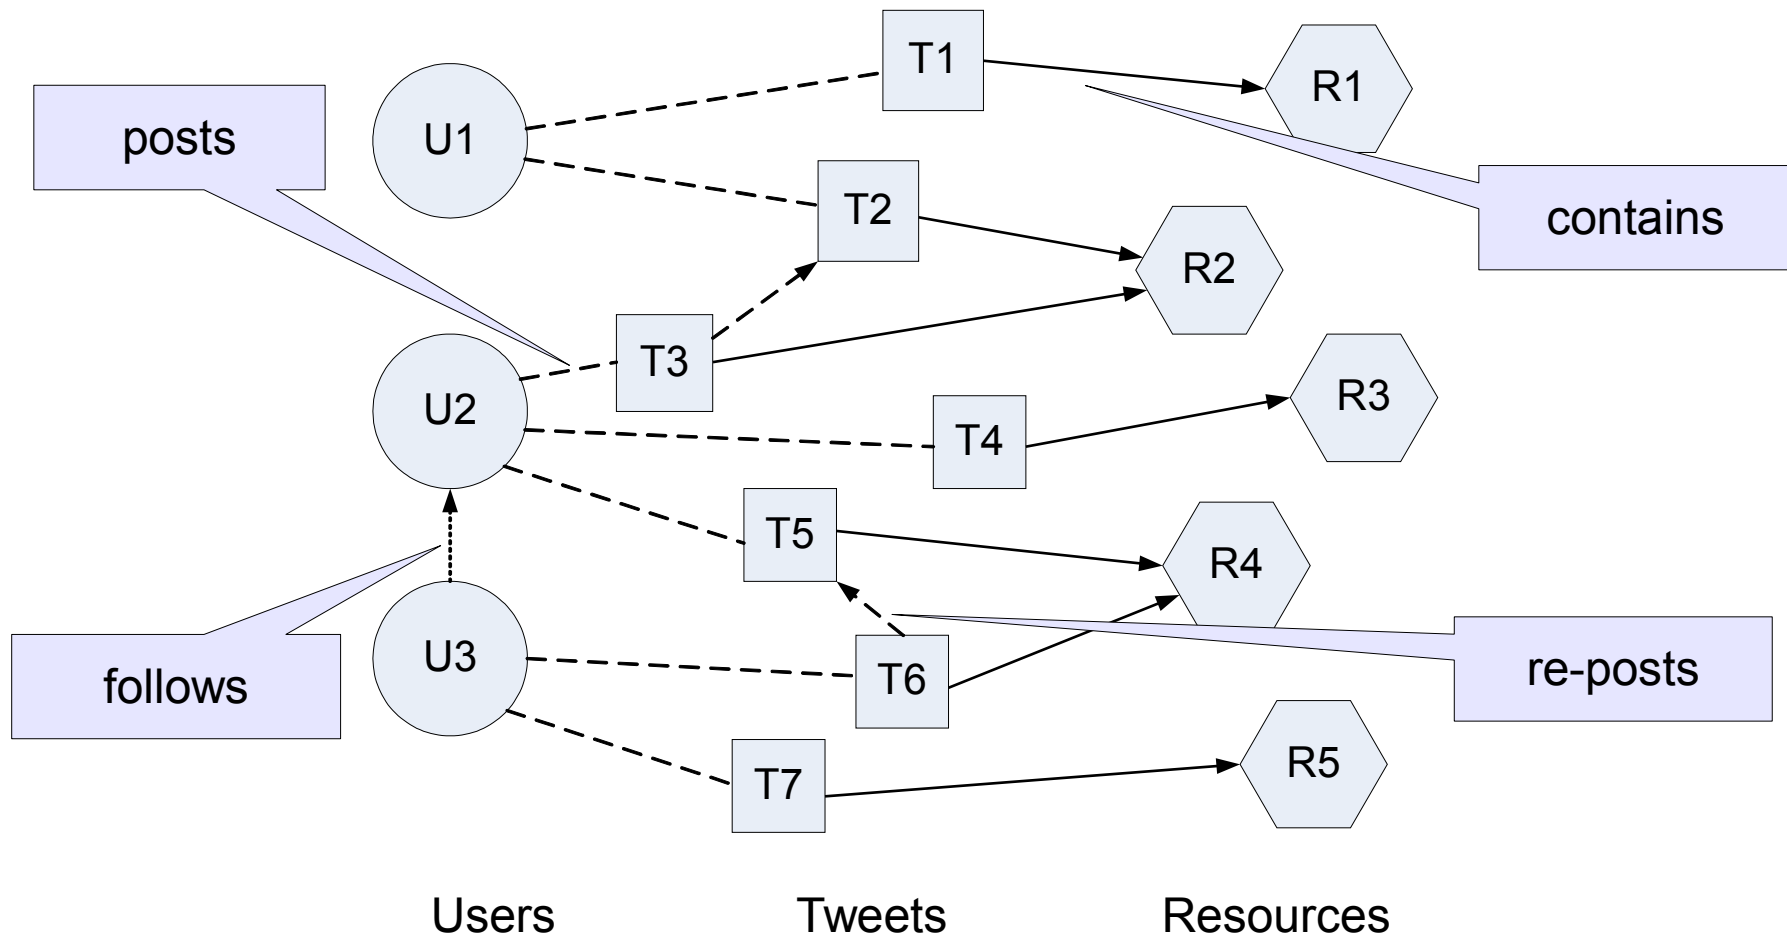 T1
R1
posts
U1
T2
contains
R2
T3
U2
R3
T4
T5
R4
U3
T6
re-posts
follows
R5
T7
Users
Tweets
Resources